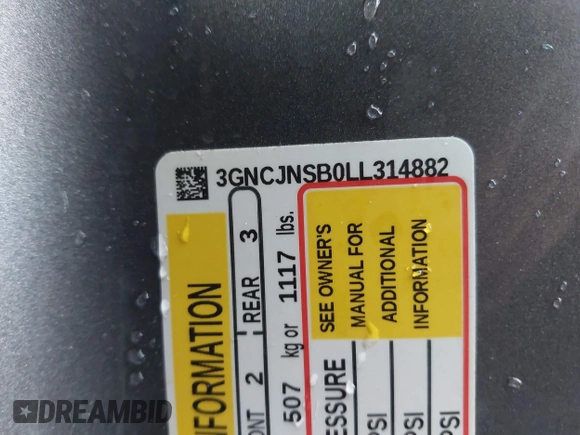 3GNCJNSB0LL314882
NFORMATION
ONT 2 REAR 3
507 kg or 1117 lbs.
SEE OWNER'S
MANUAL FOR
ADDITIONAL
INFORMATION
ESSURE
PSI
PSI
PSI
DREAMBID